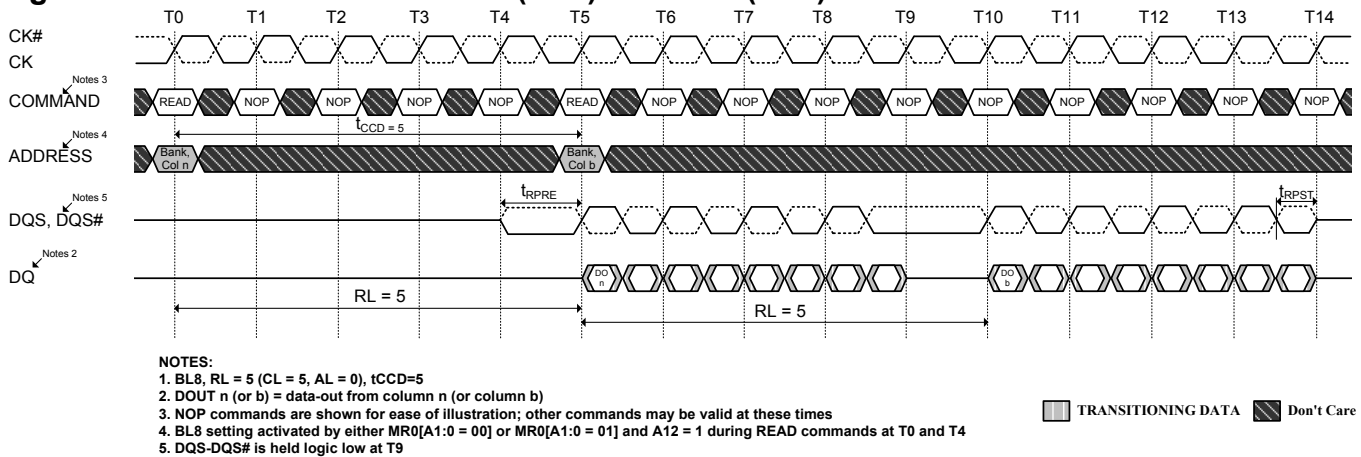 T0 T1 T2 T3 T4 T5 T6 T7 T8 T9 T10 T11 T12 T13 T14
CK#
CK
Notes 3
COMMAND READ NOP NOP NOP NOP READ NOP NOP NOP NOP NOP NOP NOP NOP NOP
tCCD = 5
Notes 4
ADDRESS Bank, Col n Bank, Col b
tRPRE tRPST
Notes 5
DQS, DQS#
Notes 2
DQ DO n DO b
RL = 5
RL = 5
NOTES:
1. BL8, RL = 5 (CL = 5, AL = 0), tCCD=5
2. DOUT n (or b) = data-out from column n (or column b)
3. NOP commands are shown for ease of illustration; other commands may be valid at these times
4. BL8 setting activated by either MR0[A1:0 = 00] or MR0[A1:0 = 01] and A12 = 1 during READ commands at T0 and T4
5. DQS-DQS# is held logic low at T9
TRANSITIONING DATA Don't Care